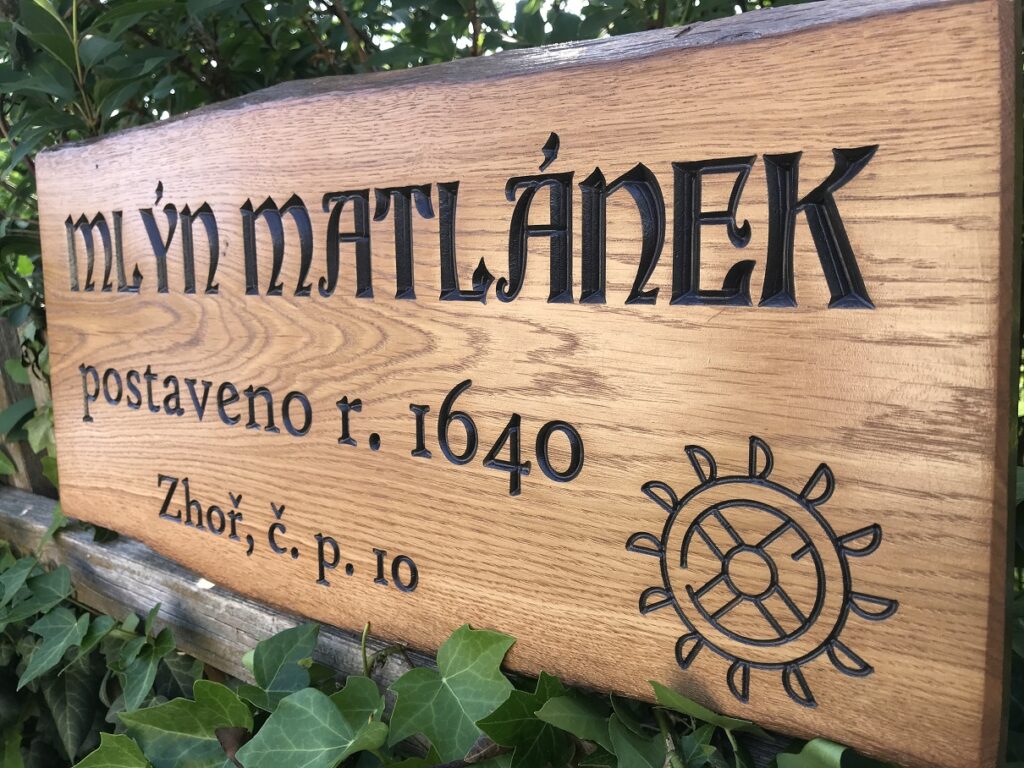 MLÝN MATLÁNEK
postaveno r. 1640
Zhoř, č. p. 10